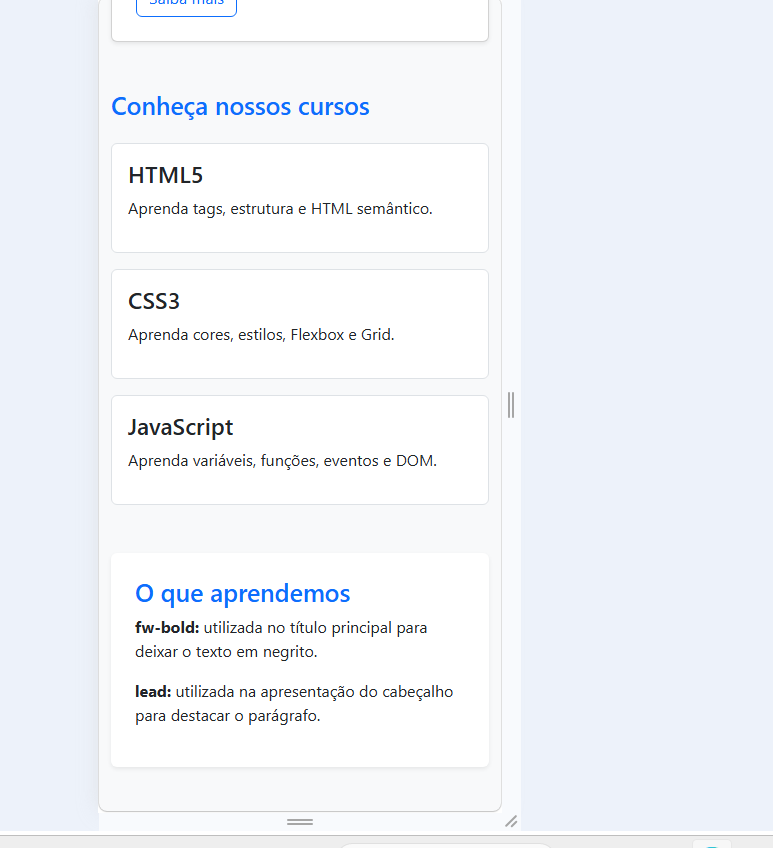 Saiba mais
Conheça nossos cursos
HTML5
Aprenda tags, estrutura e HTML semântico.
CSS3
Aprenda cores, estilos, Flexbox e Grid.
JavaScript
Aprenda variáveis, funções, eventos e DOM.
O que aprendemos
fw-bold: utilizada no título principal para
deixar o texto em negrito.
lead: utilizada na apresentação do cabeçalho
para destacar o parágrafo.